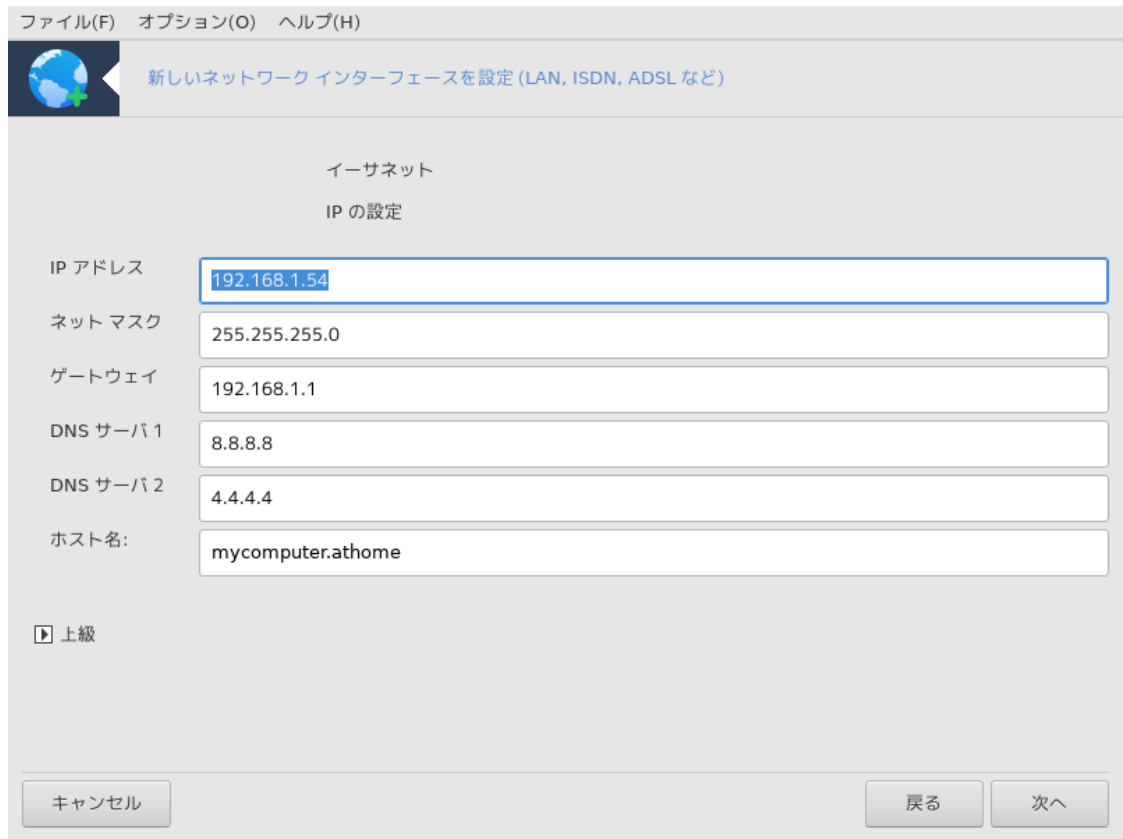 ファイル(F) オプション(O) ヘルプ(H)
新しいネットワーク インターフェースを設定 (LAN, ISDN, ADSL など)
イーサネット
IP の設定
IP アドレス 192.168.1.54
ネット マスク 255.255.255.0
ゲートウェイ 192.168.1.1
DNS サーバ 1 8.8.8.8
DNS サーバ 2 4.4.4.4
ホスト名: mycomputer.athome
上級
キャンセル 戻る 次へ